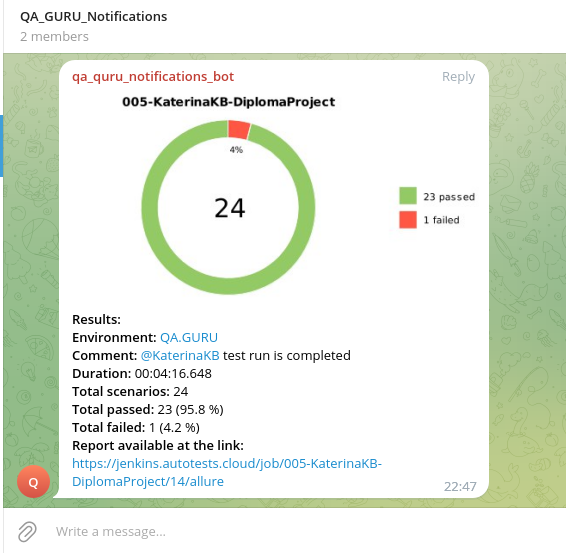 QA_GURU_Notifications
2 members
qa_quru_notifications_bot
Reply
005-KaterinaKB-DiplomaProject
4%
24
23 passed
1 failed
Results:
Environment: QA.GURU
Comment: @KaterinaKB test run is completed
Duration: 00:04:16.648
Total scenarios: 24
Total passed: 23 (95.8 %)
Total failed: 1 (4.2 %)
Report available at the link:
https://jenkins.autotests.cloud/job/005-KaterinaKB-
DiplomaProject/14/allure
Q
22:47
Write a message...